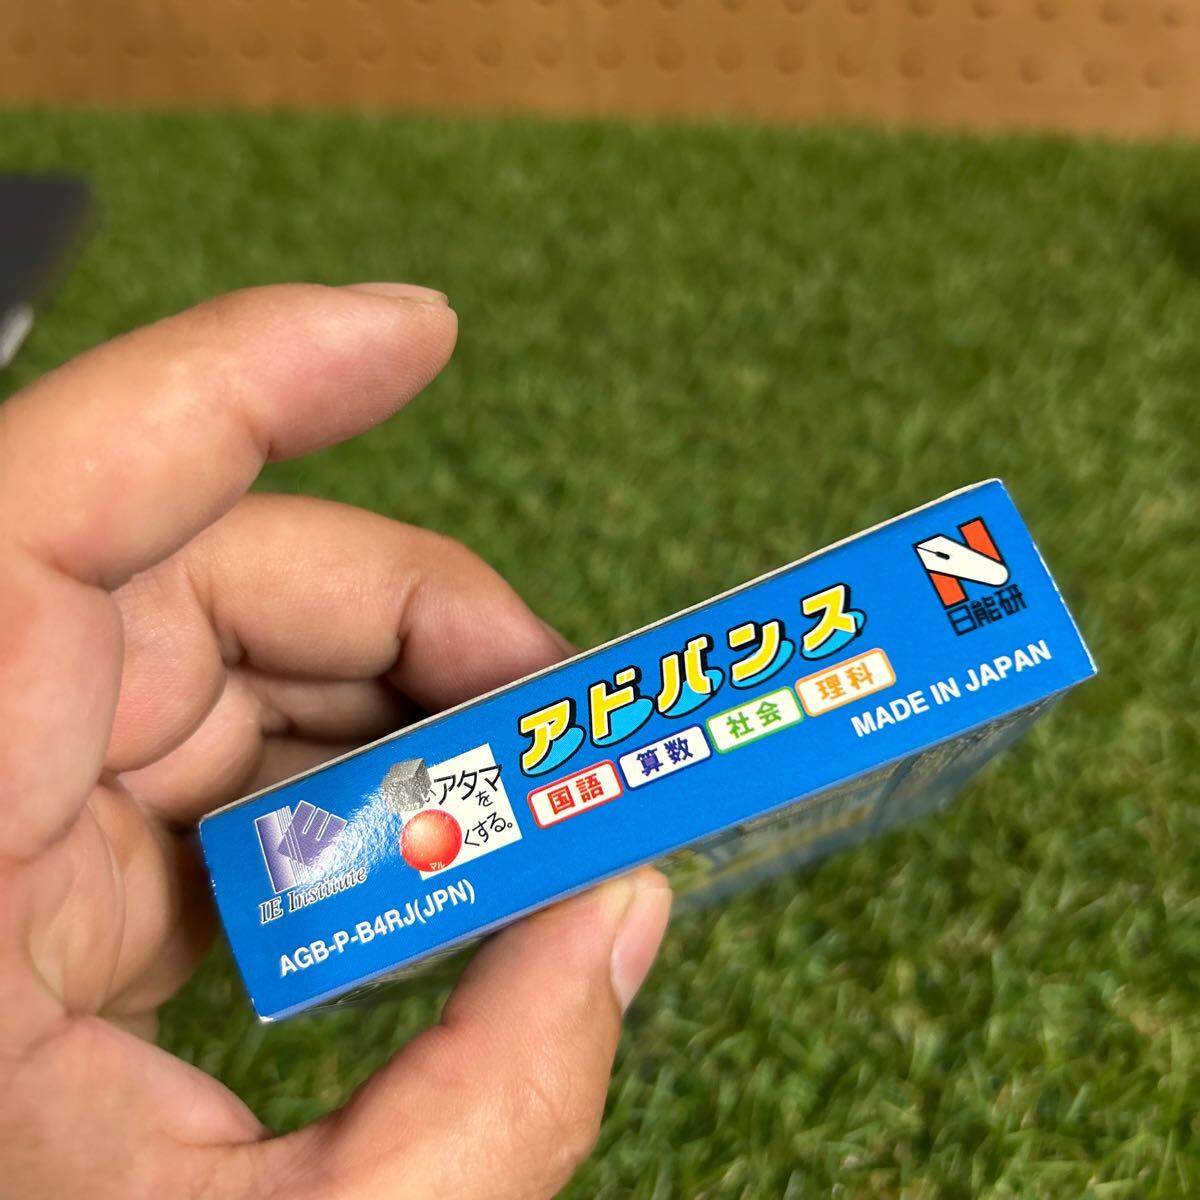 アドバンス
国語 算数 社会 理科
日能研
MADE IN JAPAN
いアタマ
を
くする。
マル
IE Institute
AGB-P-B4RJ(JPN)